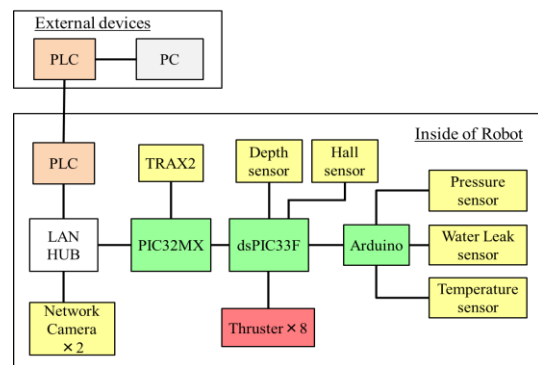 External devices
PLC
PC
Inside of Robot
PLC
TRAX2
Depth
sensor
Hall
sensor
Pressure
sensor
LAN
HUB
PIC32MX
dsPIC33F
Arduino
Water Leak
sensor
Network
Camera
×2
Thruster×8
Temperature
sensor